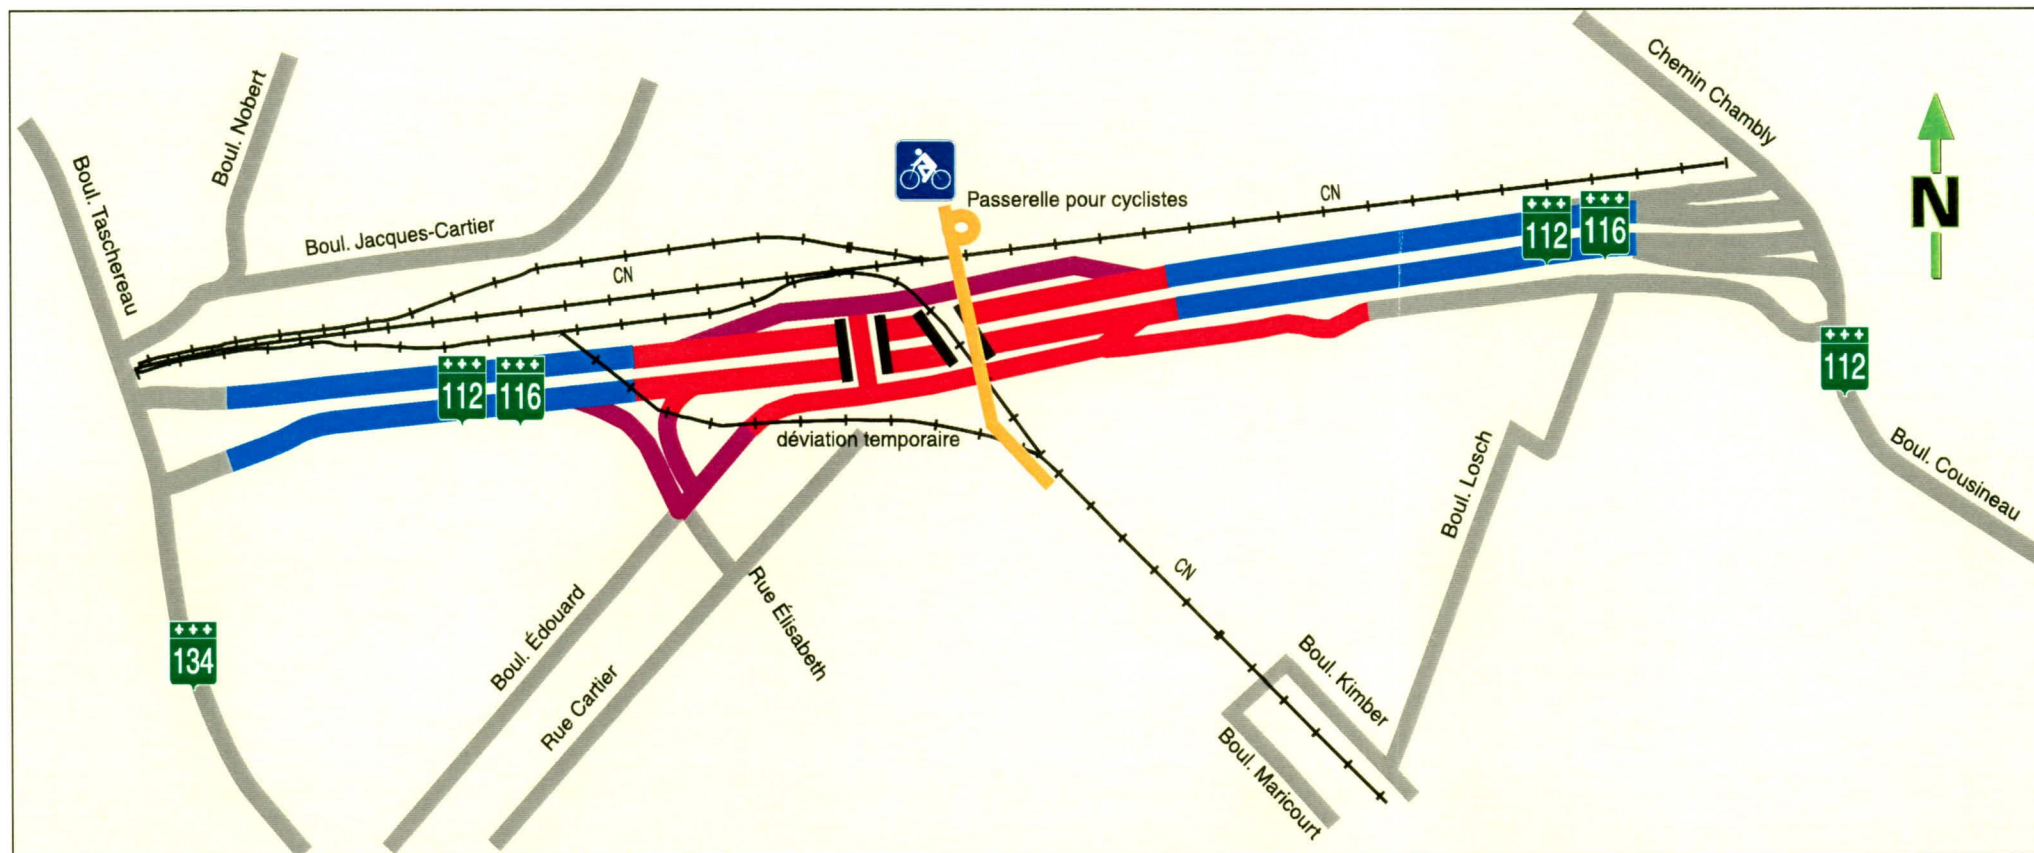 Chemin Chambly
Boul. Nobert
Boul. Taschereau
Passerelle pour cyclistes
CN
N
Boul. Jacques-Cartier
CN
112
116
112
116
112
déviation temporaire
Boul. Losch
Boul. Cousineau
CN
134
Boul. Édouard
Rue Élisabeth
Rue Cartier
Boul. Kimber
Boul. Maricourt